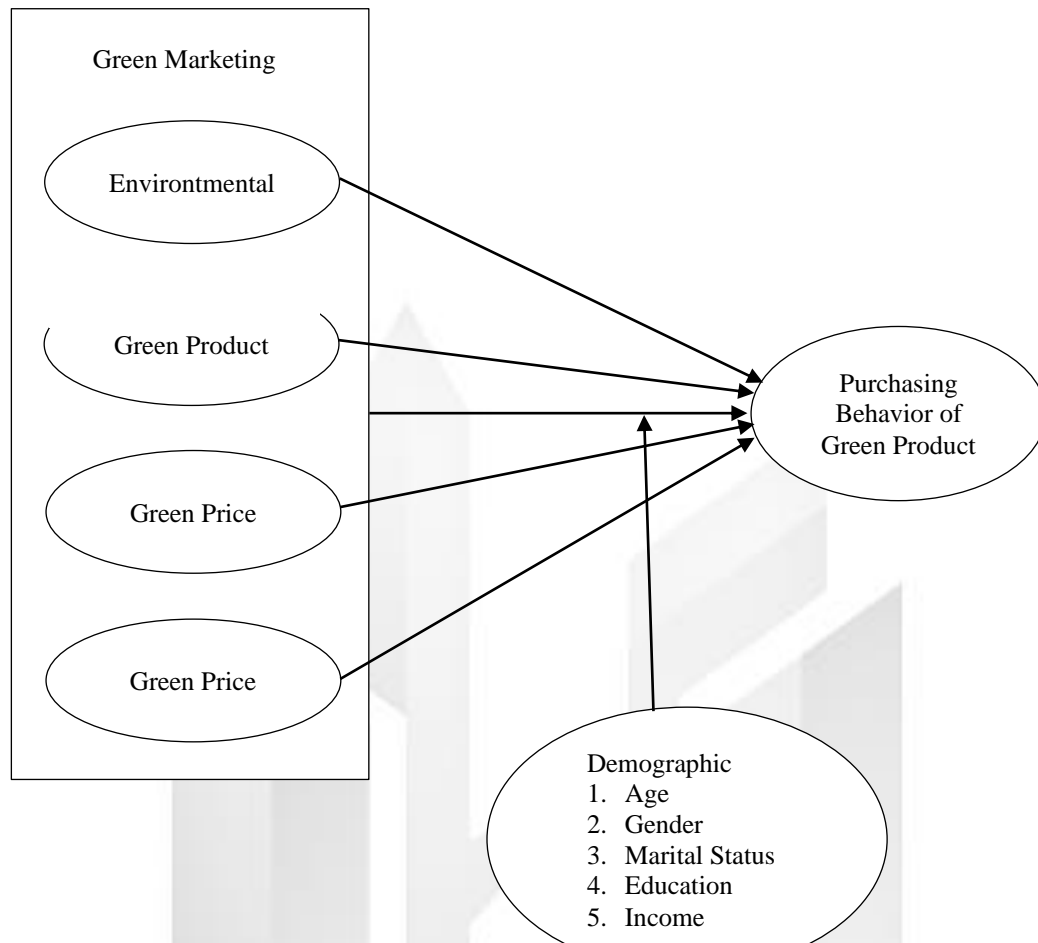 Green Marketing
Environtmental
Green Product
Green Price
Green Price
Purchasing
Behavior of
Green Product
Demographic
1. Age
2. Gender
3. Marital Status
4. Education
5. Income